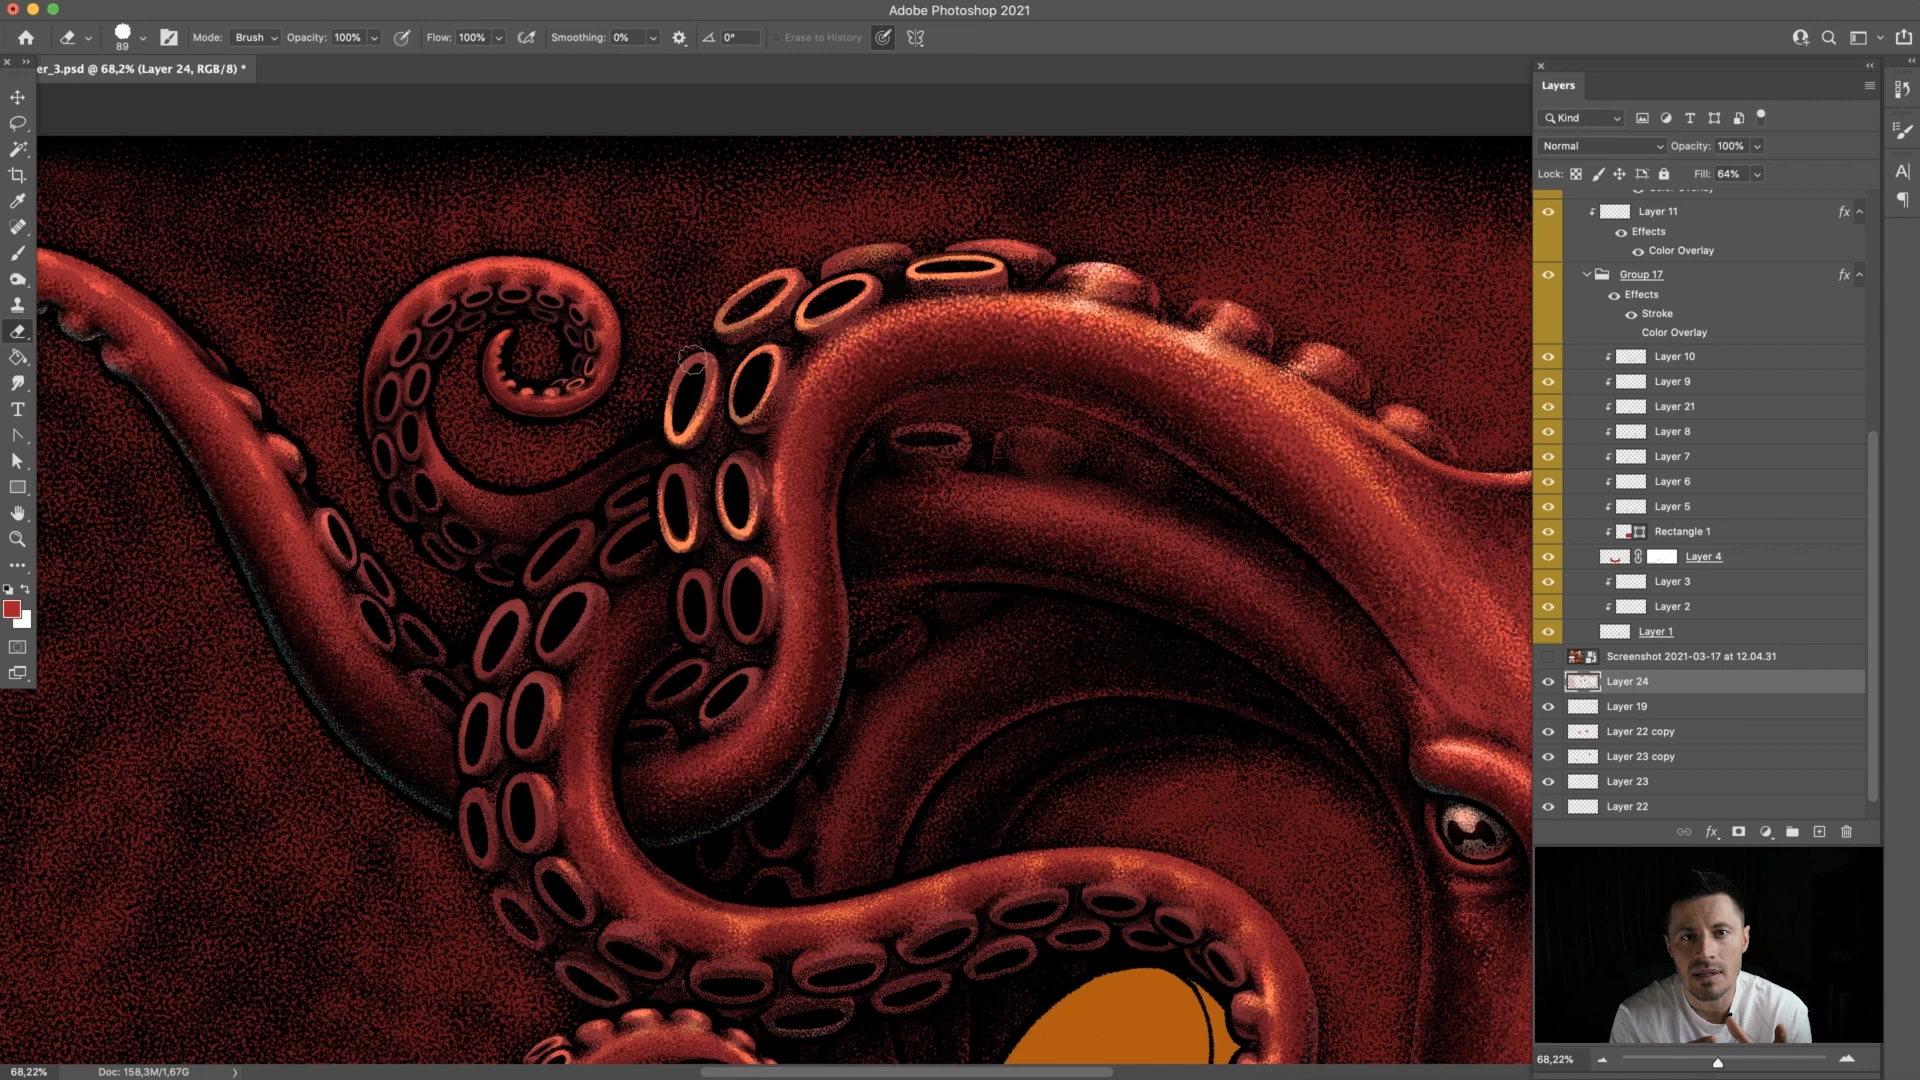 Adobe Photoshop 2021
89
Mode: Brush Opacity: 100% Flow: 100% Smoothing: 0% 0° Erase to History
er_3.psd @ 68,2% (Layer 24, RGB/8) *
Layers
Kind
Normal Opacity: 100%
Lock: Fill: 64%
Color Overlay
Layer 11 fx
Effects
Color Overlay
Group 17 fx
Effects
Stroke
Color Overlay
Layer 10
Layer 9
Layer 21
Layer 8
Layer 7
Layer 6
Layer 5
Rectangle 1
Layer 4
Layer 3
Layer 2
Layer 1
Screenshot 2021-03-17 at 12.04.31
Layer 24
Layer 19
Layer 22 copy
Layer 23 copy
Layer 23
Layer 22
fx
68,22%
68,22% Doc: 158,3M/1,67G